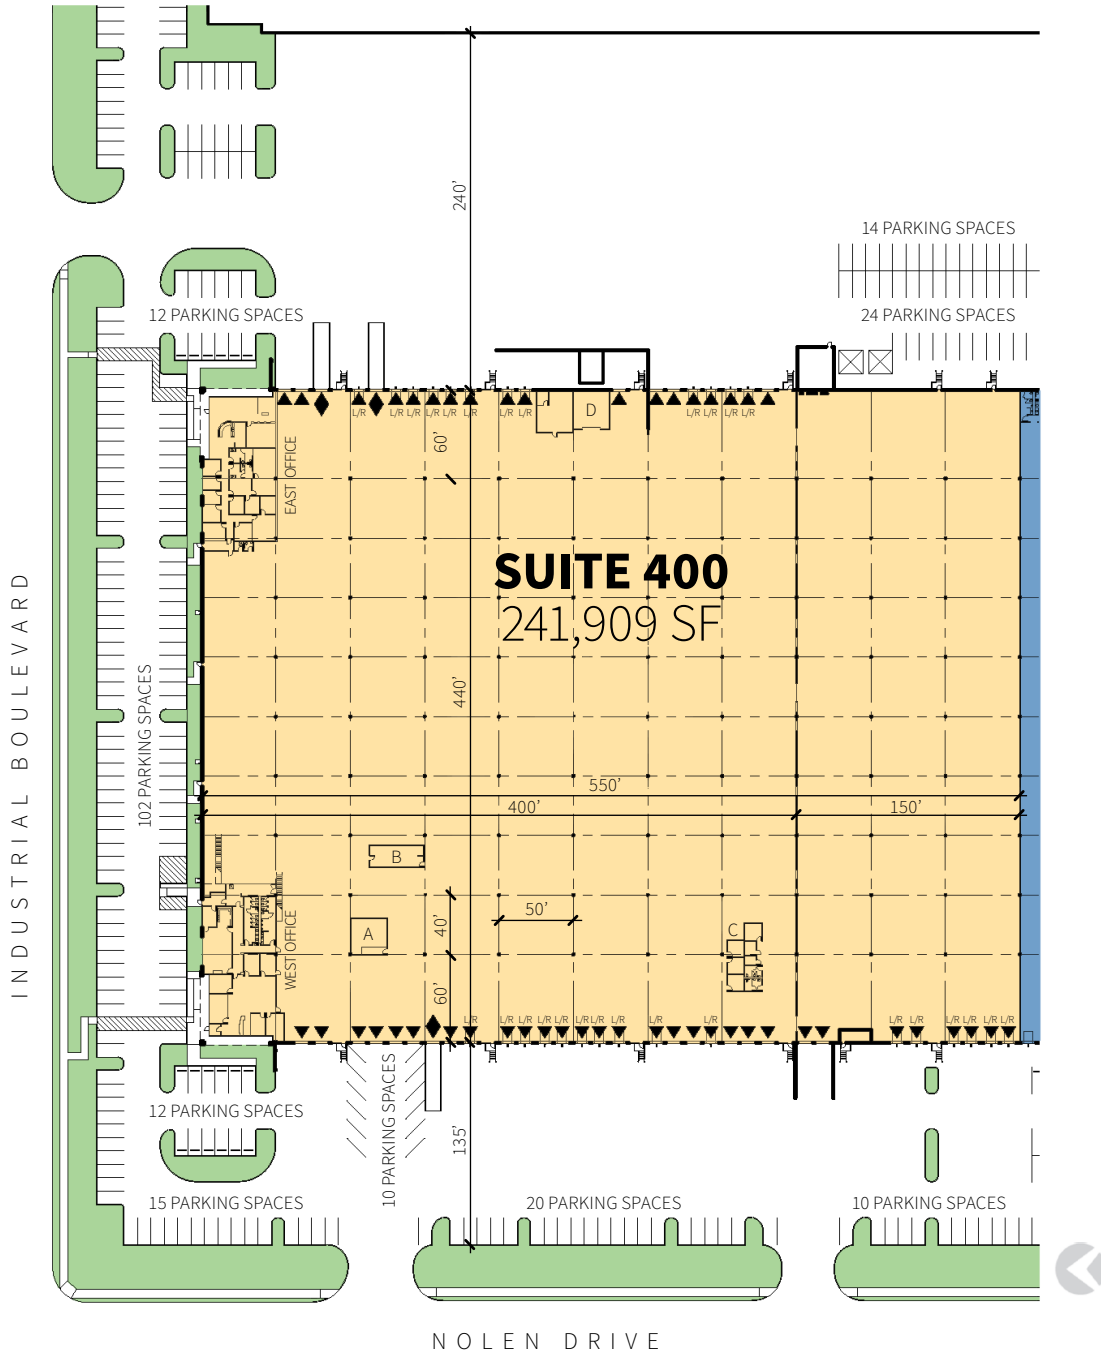 240'
14 PARKING SPACES
12 PARKING SPACES
24 PARKING SPACES
L/R L/R L/R L/R L/R L/R L/R L/R L/R L/R L/R L/R
D
60'
EAST OFFICE
SUITE 400
241,909 SF
INDUSTRIAL BOULEVARD
102 PARKING SPACES
440'
550'
400'
150'
B
50'
40'
A
C
WEST OFFICE
60'
L/R L/R L/R L/R L/R L/R L/R L/R L/R L/R L/R L/R L/R L/R L/R
10 PARKING SPACES
12 PARKING SPACES
135'
15 PARKING SPACES
20 PARKING SPACES
10 PARKING SPACES
NOLEN DRIVE